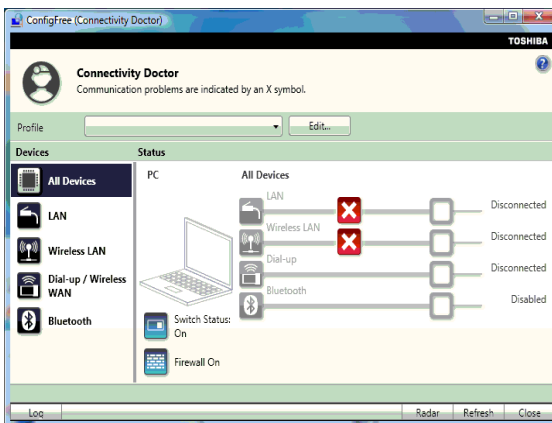 ConfigFree (Connectivity Doctor)
TOSHIBA
Connectivity Doctor
Communication problems are indicated by an X symbol.
Profile
Edit...
Devices
Status
All Devices
LAN
Wireless LAN
Dial-up / Wireless
WAN
Bluetooth
PC
Switch Status:
On
Firewall On
All Devices
LAN
Disconnected
Wireless LAN
Disconnected
Dial-up
Disconnected
Bluetooth
Disabled
Log
Radar
Refresh
Close